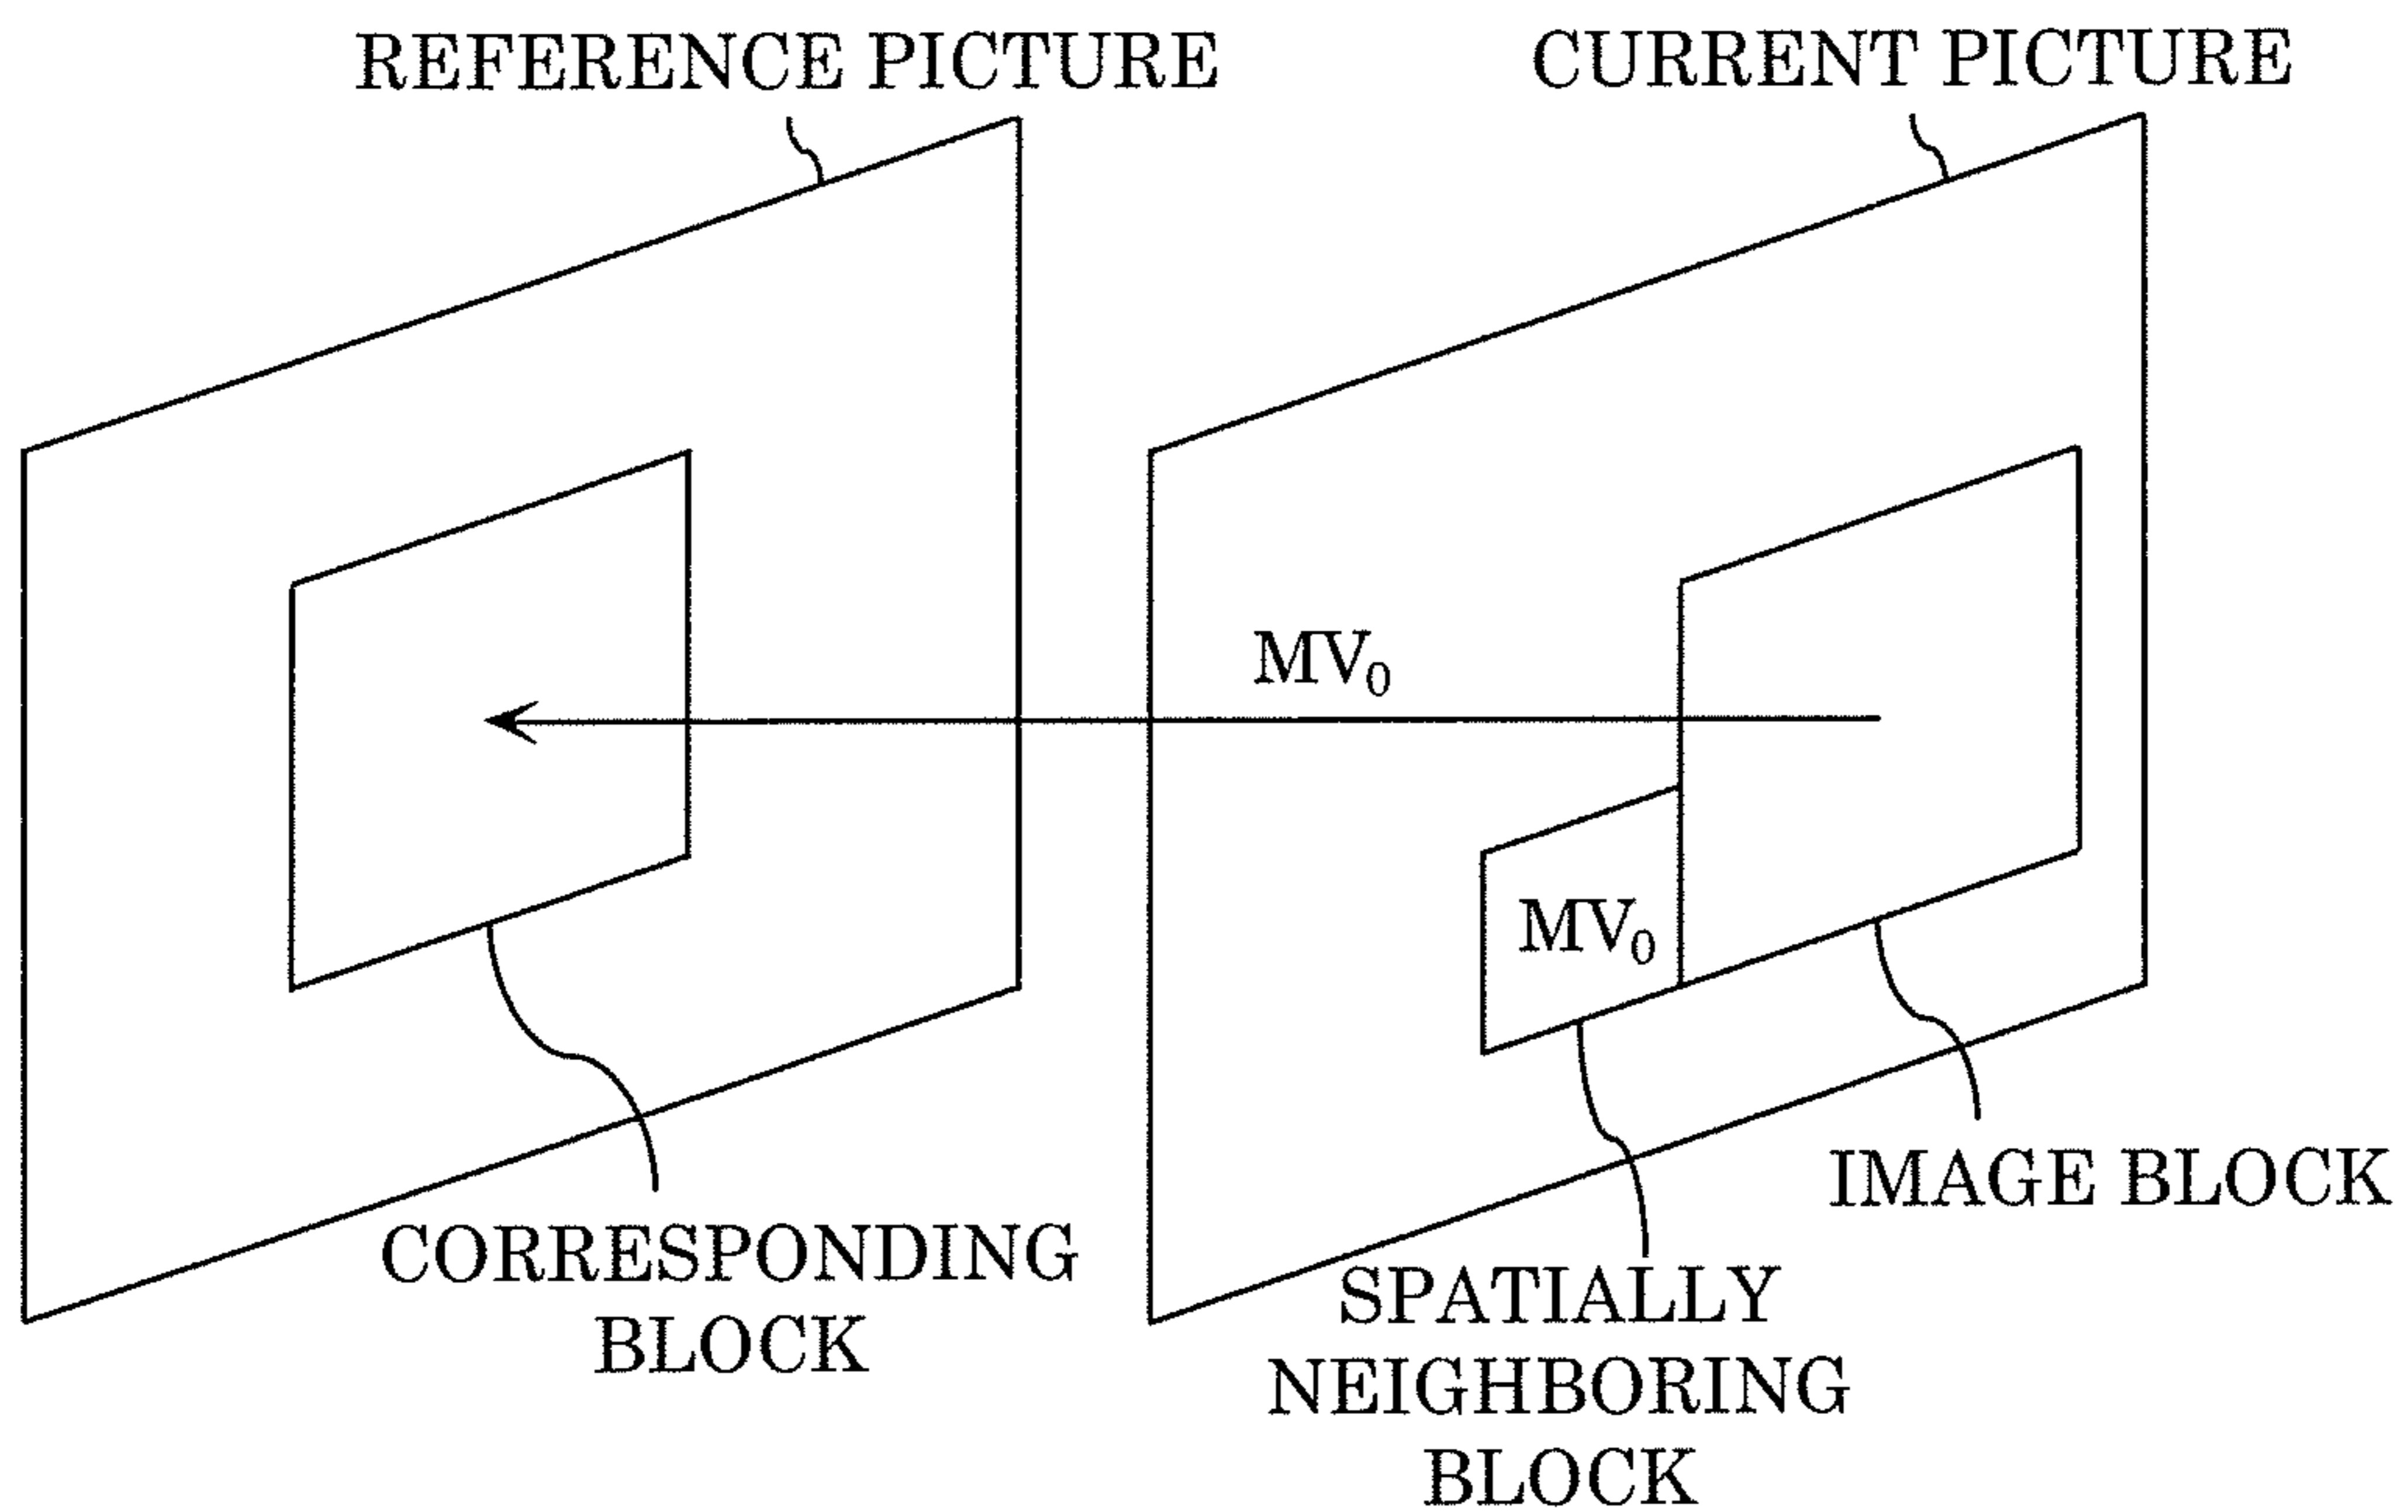 REFERENCE PICTURE
CURRENT PICTURE
MV₀
MV₀
IMAGE BLOCK
CORRESPONDING
BLOCK
SPATIALLY
NEIGHBORING
BLOCK